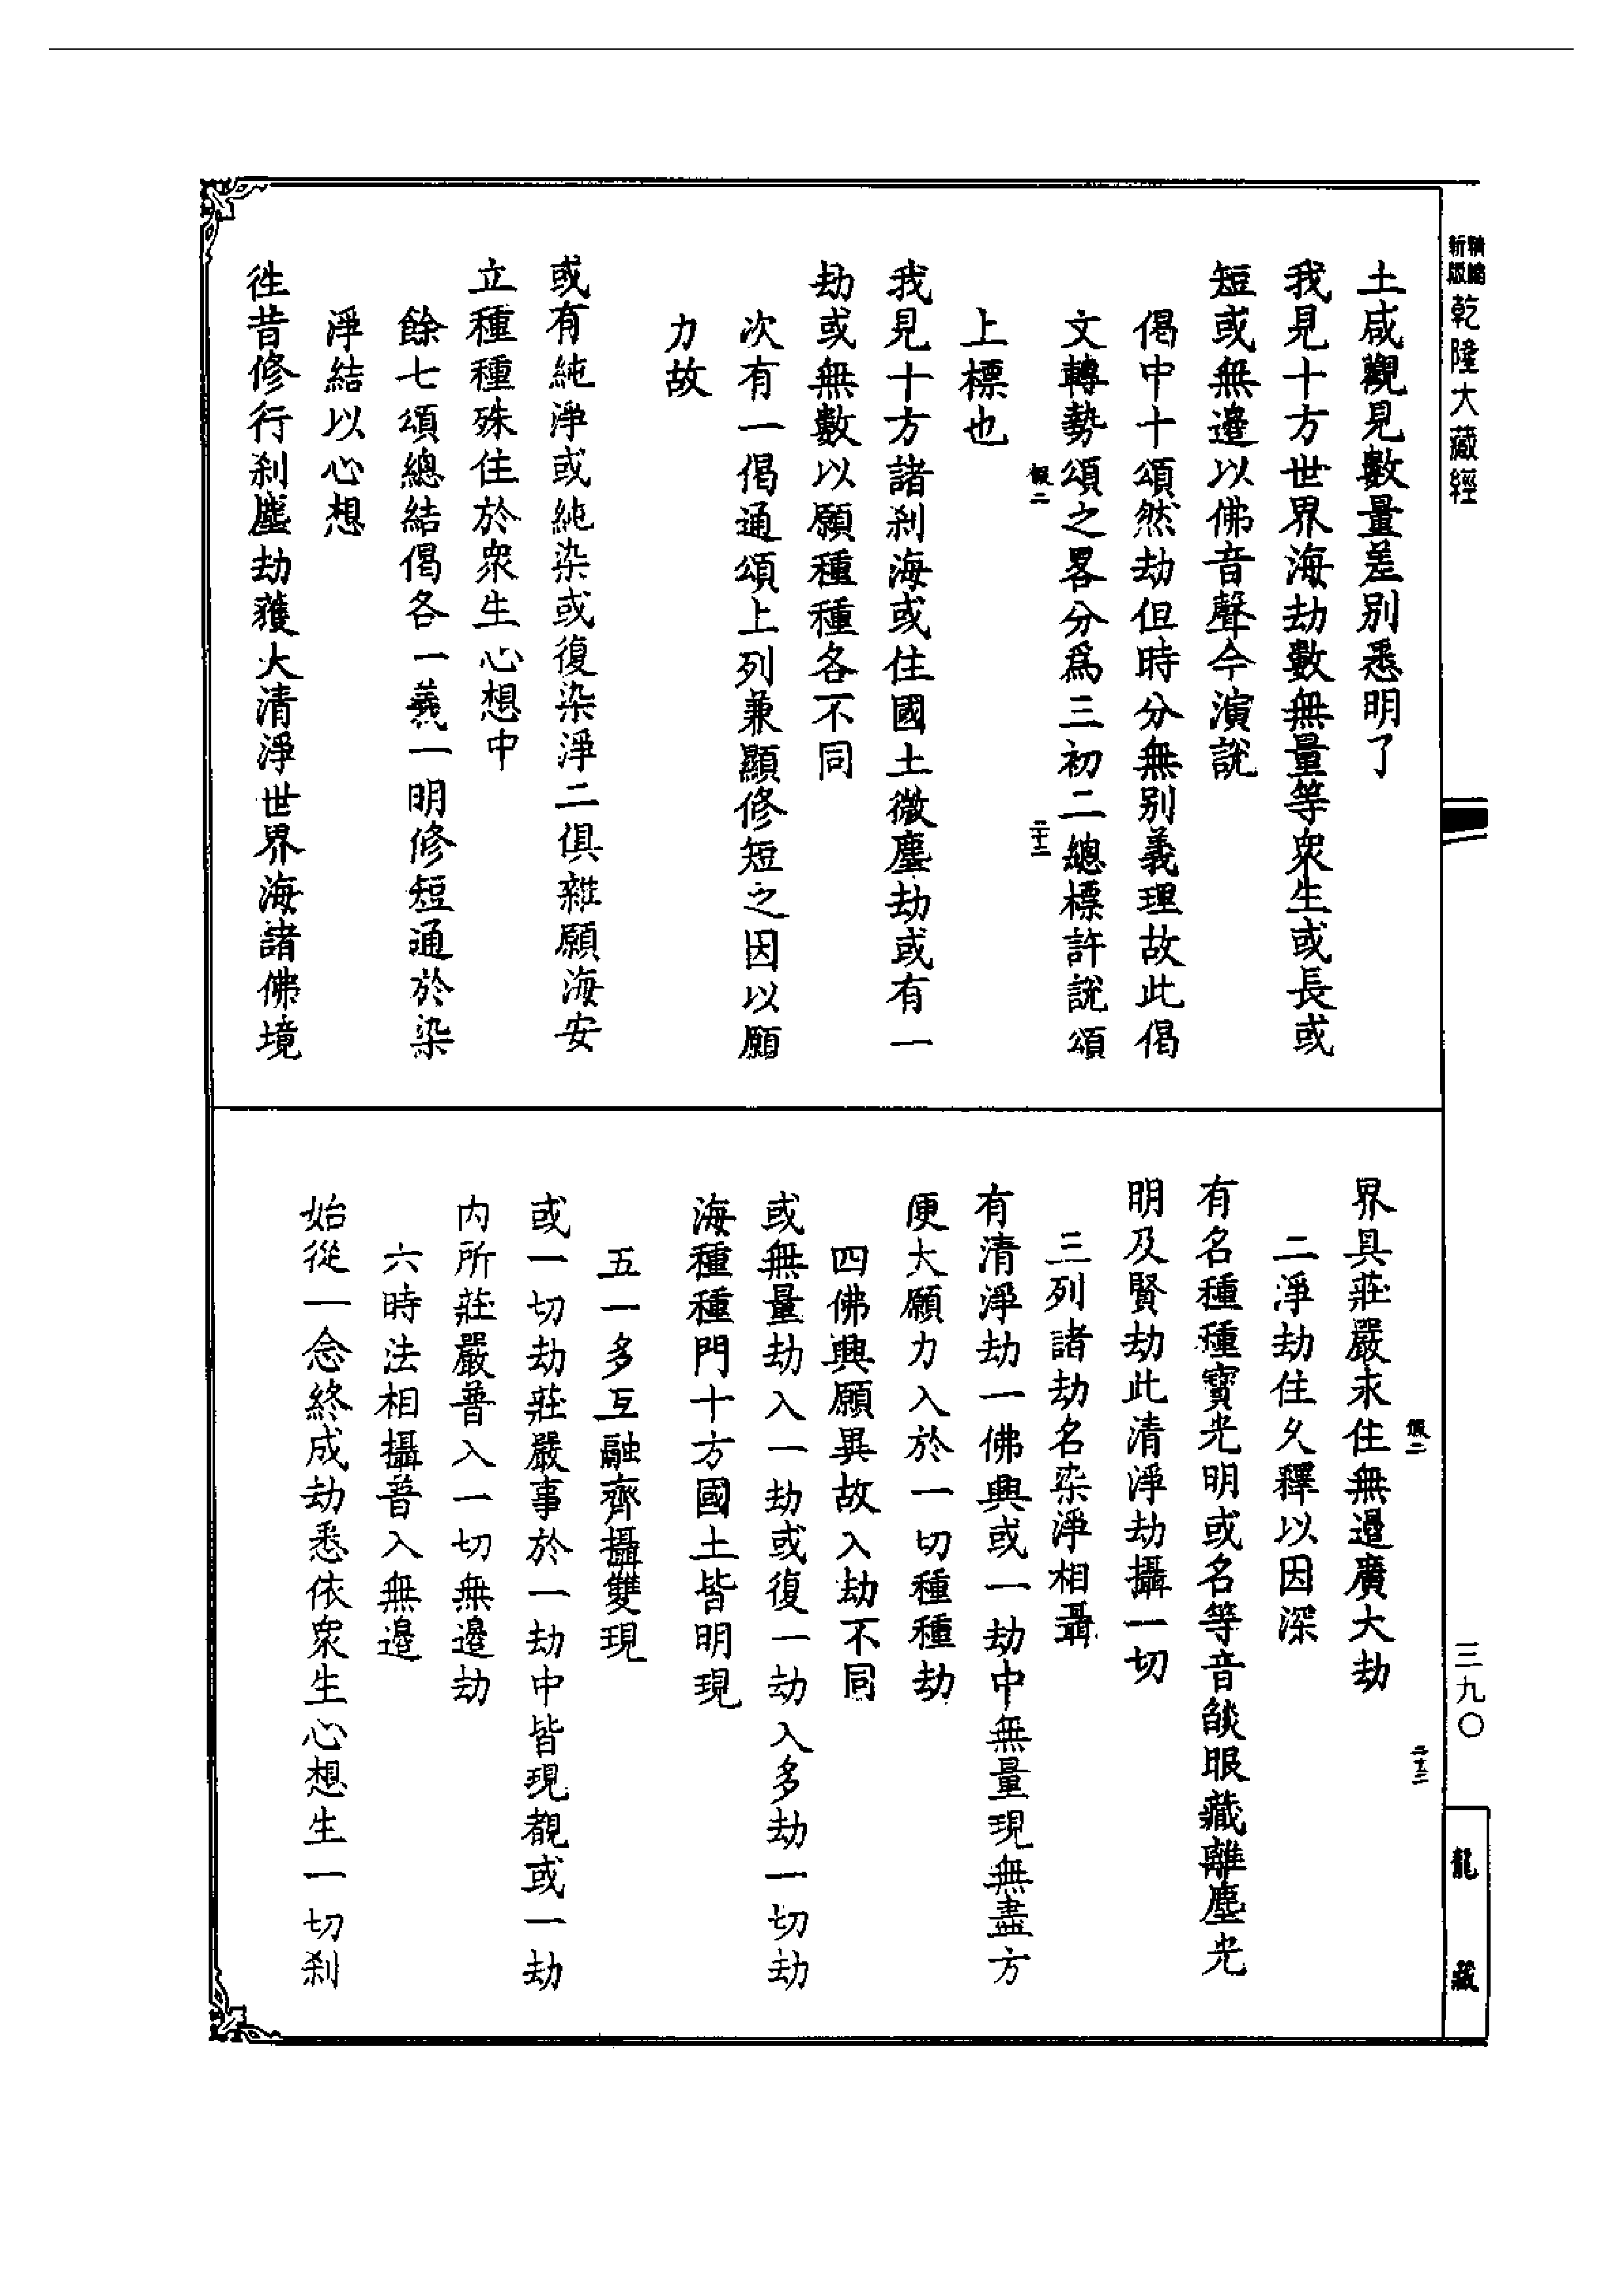 新版
精編
乾隆大藏經
土咸觀見數量差別悉明了
我見十方世界海劫數無量等眾生或長或
短或無邊以佛音聲今演說
偈中十頌然劫但時分無別義理故此偈
文轉勢頌之畧分為三初二總標許說頌
上標也
我見十方諸剎海或住國土微塵劫或有一
劫或無數以願種種各不同
次有一偈通頌上列兼顯修短之因以願
力故
或有純淨或純染或復染淨二俱雜願海安
立種種殊住於眾生心想中
餘七頌總結偈各一義一明修短通於染
淨結以心想
往昔修行剎塵劫獲大清淨世界海諸佛境
界具莊嚴永住無邊廣大劫
二淨劫住久釋以因深
有名種種寶光明或名等音𦦨眼藏離塵光
明及賢劫此清淨劫攝一切
三列諸劫名染淨相攝
有清淨劫一佛興或一劫中無量現無盡方
便大願力入於一切種種劫
四佛興願異故入劫不同
或無量劫入一劫或復一劫入多劫一切劫
海種種門十方國土皆明現
五一多互融齊攝雙現
或一切劫莊嚴事於一劫中皆現覩或一劫
內所莊嚴普入一切無邊劫
六時法相攝普入無邊
始從一念終成劫悉依眾生心想生一切剎
三九〇
龍藏